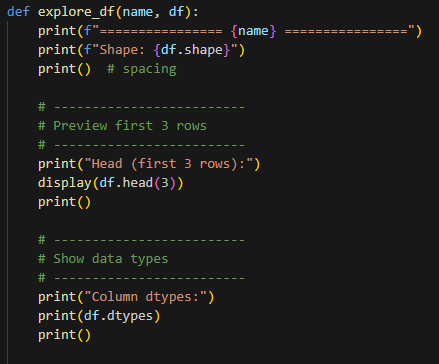 def explore_df(name, df):
    print(f"================ {name} ================")
    print(f"Shape: {df.shape}")
    print()  # spacing
    # ------------------------
    # Preview first 3 rows
    # ------------------------
    print("Head (first 3 rows):")
    display(df.head(3))
    print()
    # ------------------------
    # Show data types
    # ------------------------
    print("Column dtypes:")
    print(df.dtypes)
    print()